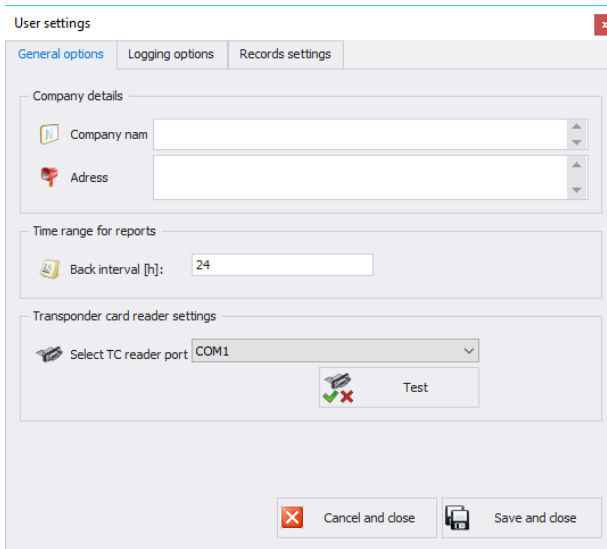 User settings
General options Logging options Records settings
Company details
Company nam
Adress
Time range for reports
Back interval [h]: 24
Transponder card reader settings
Select TC reader port COM1
Test
Cancel and close Save and close